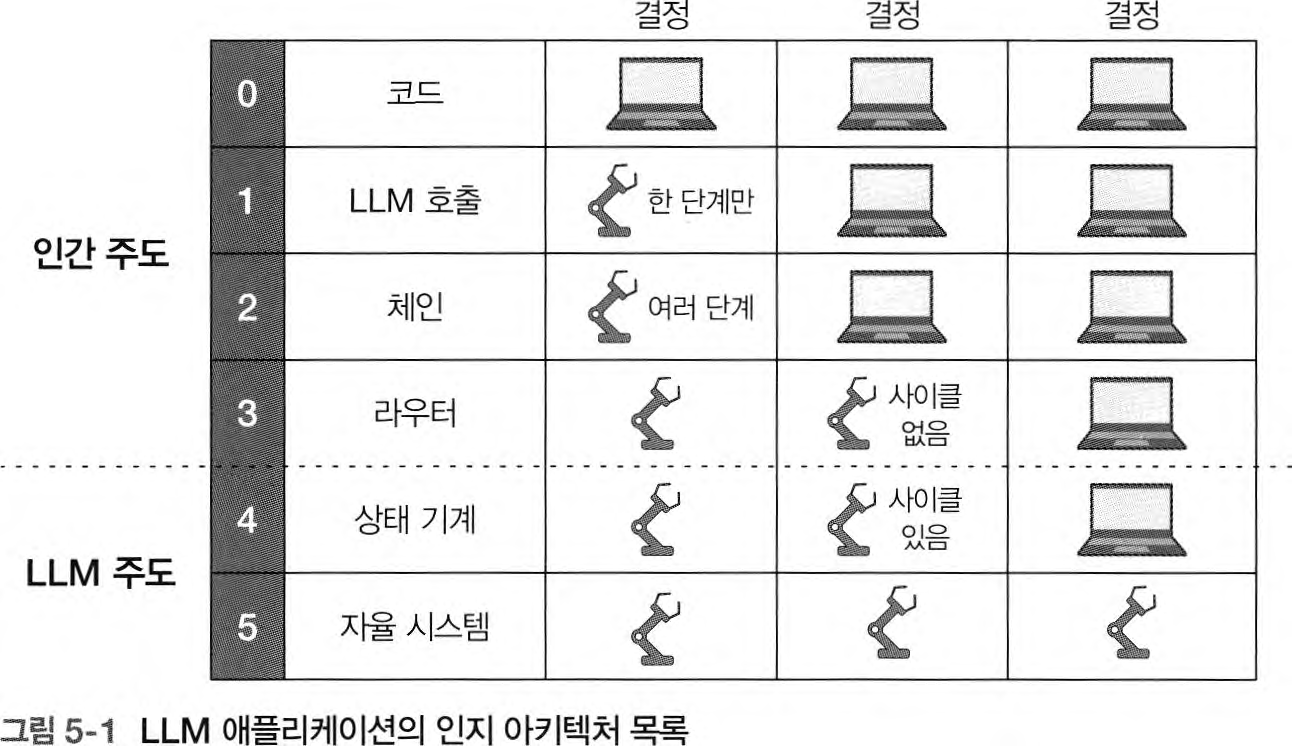 결정 결정 결정
0 코드
1 LLM 호출 한 단계만
인간 주도
2 체인 여러 단계
3 라우터 사이클
없음
4 상태 기계 사이클
있음
LLM 주도
5 자율 시스템
그림 5-1 LLM 애플리케이션의 인지 아키텍처 목록